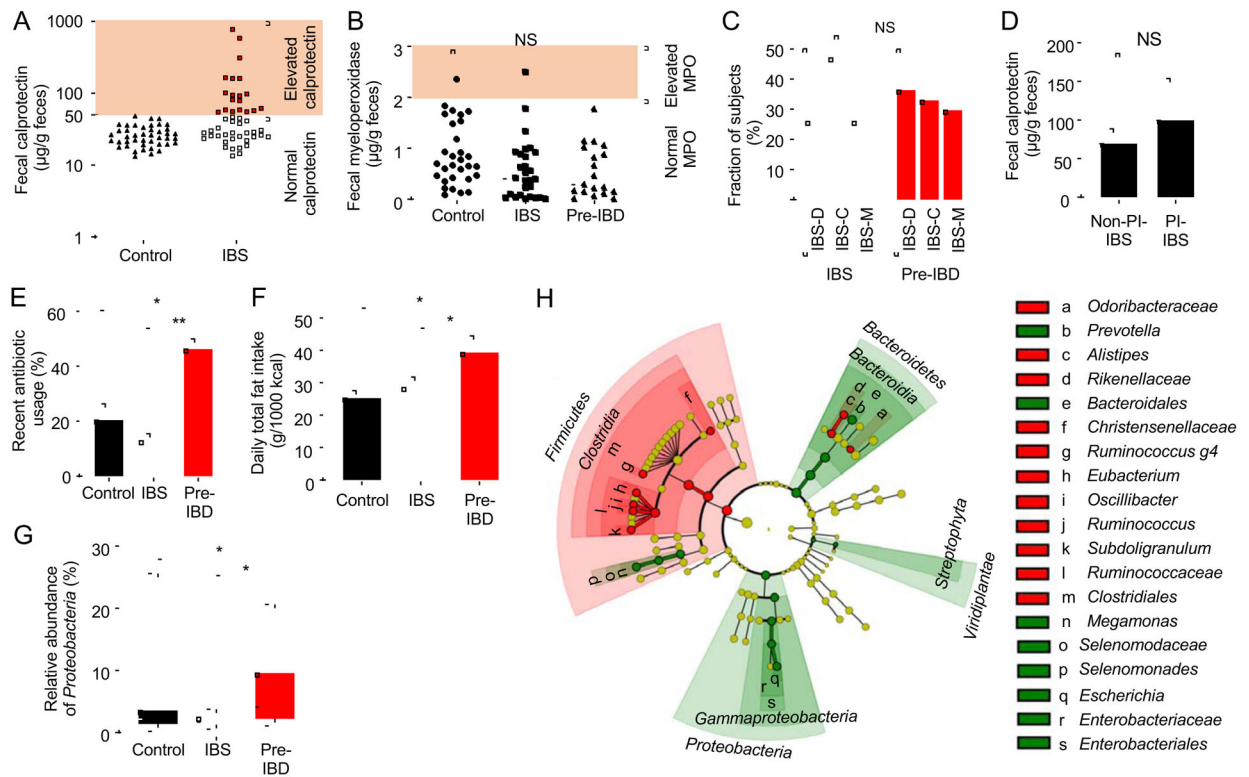 A
Fecal calprotectin
(µg/g feces)
1000
100
50
10
1
Elevated
calprotectin
Normal
calprotectin
Control
IBS
B
Fecal myeloperoxidase
(µg/g feces)
3
2
1
0
NS
Elevated
MPO
Normal
MPO
Control
IBS
Pre-IBD
C
Fraction of subjects
(%)
50
40
30
20
10
0
NS
IBS-D
IBS-C
IBS-M
IBS-D
IBS-C
IBS-M
IBS
Pre-IBD
D
Fecal calprotectin
(µg/g feces)
200
150
100
50
0
NS
Non-PI-
IBS
PI-
IBS
E
Recent antibiotic
usage (%)
60
40
20
0
*
**
Control
IBS
Pre-
IBD
F
Daily total fat intake
(g/1000 kcal)
50
40
30
20
10
0
*
*
Control
IBS
Pre-
IBD
G
Relative abundance
of Proteobacteria (%)
30
20
10
0
*
*
Control
IBS
Pre-
IBD
H
Firmicutes
Clostridia
f
m
g
h
i
j
l
k
p
o
n
Bacteroidetes
Bacteroidia
d
e
c
b
a
Streptophyta
Viridiplantae
q
r
s
Gammaproteobacteria
Proteobacteria
a Odoribacteraceae
b Prevotella
c Alistipes
d Rikenellaceae
e Bacteroidales
f Christensenellaceae
g Ruminococcus g4
h Eubacterium
i Oscillibacter
j Ruminococcus
k Subdoligranulum
l Ruminococcaceae
m Clostridiales
n Megamonas
o Selenomodaceae
p Selenomonades
q Escherichia
r Enterobacteriaceae
s Enterobacteriales